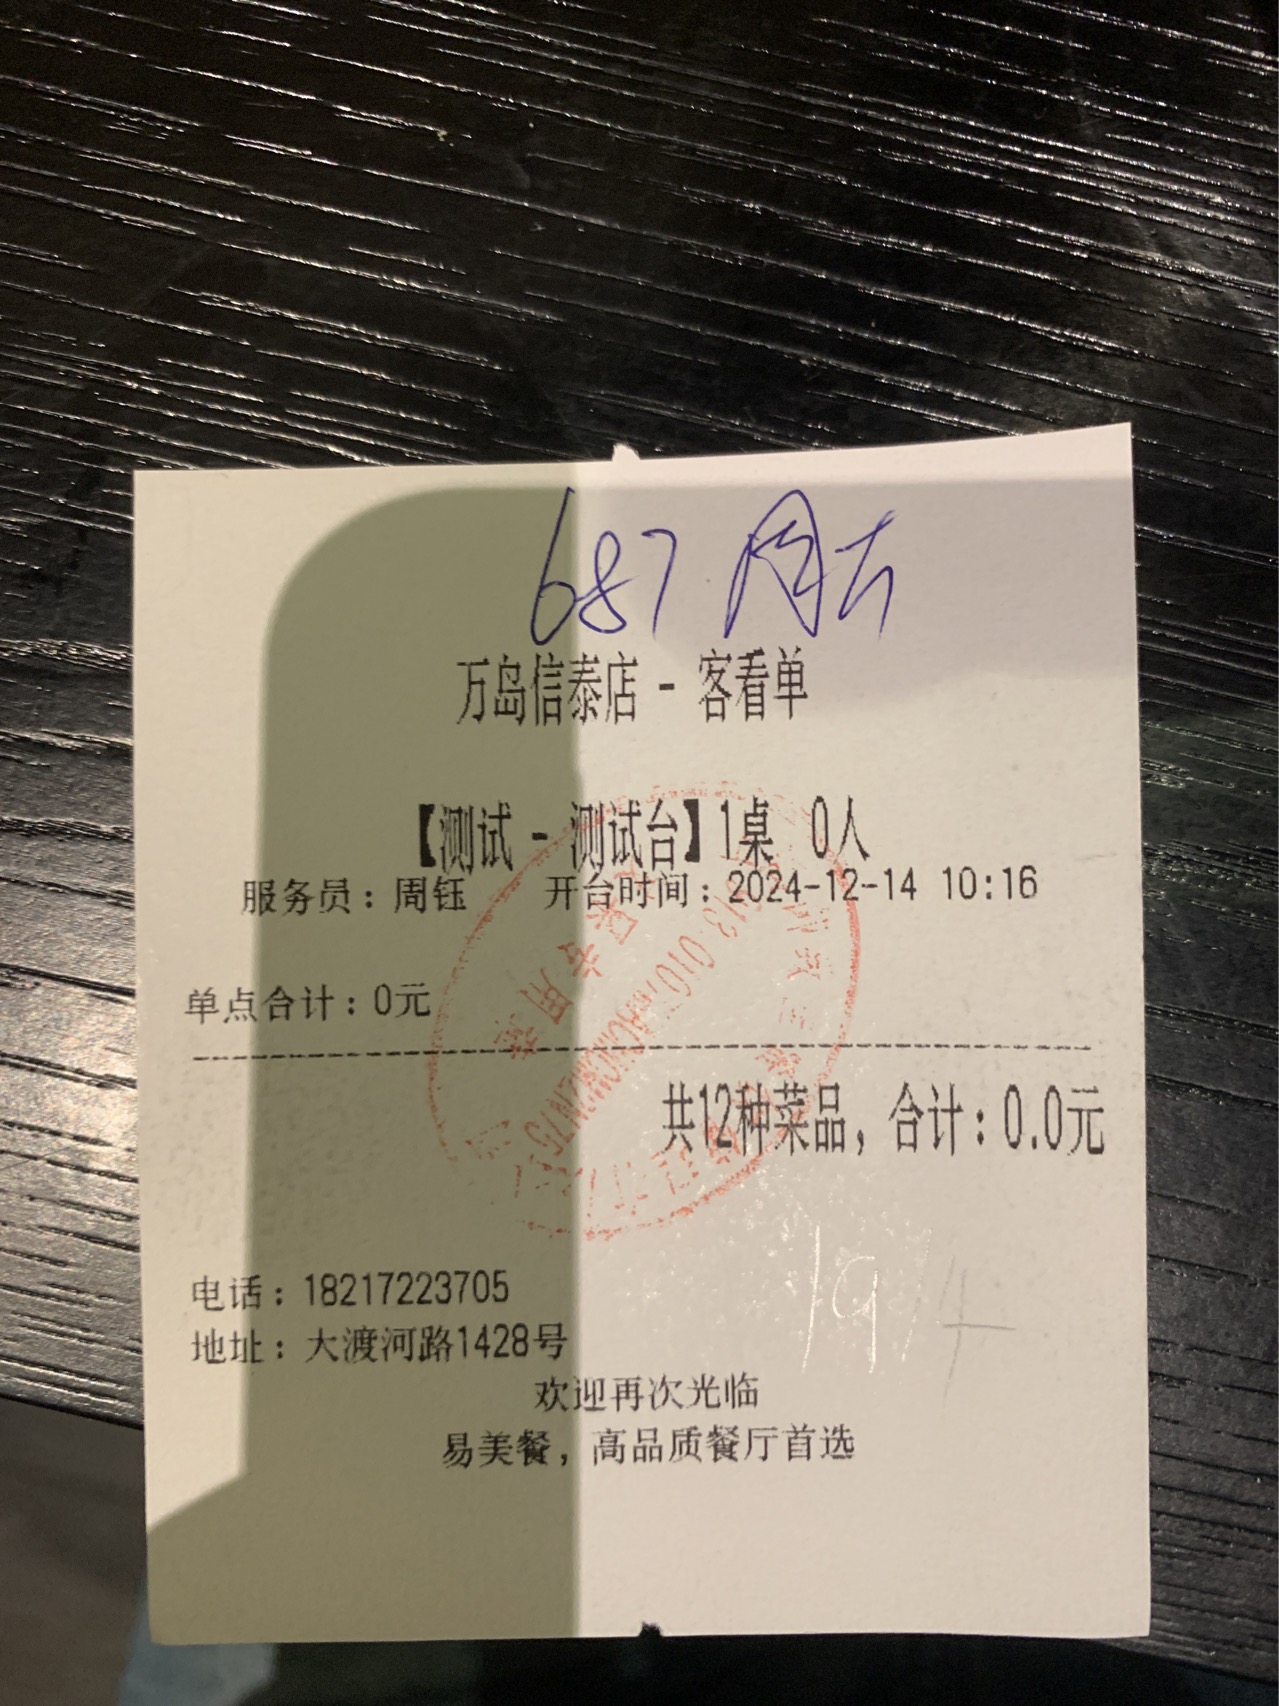 687
万岛信泰店 - 客看单
【测试 - 测试台】1桌 0人
服务员：周钰 开台时间：2024-12-14 10:16
单点合计：0元
共12种菜品，合计：0.0元
电话：18217223705
地址：大渡河路1428号
欢迎再次光临
易美餐，高品质餐厅首选